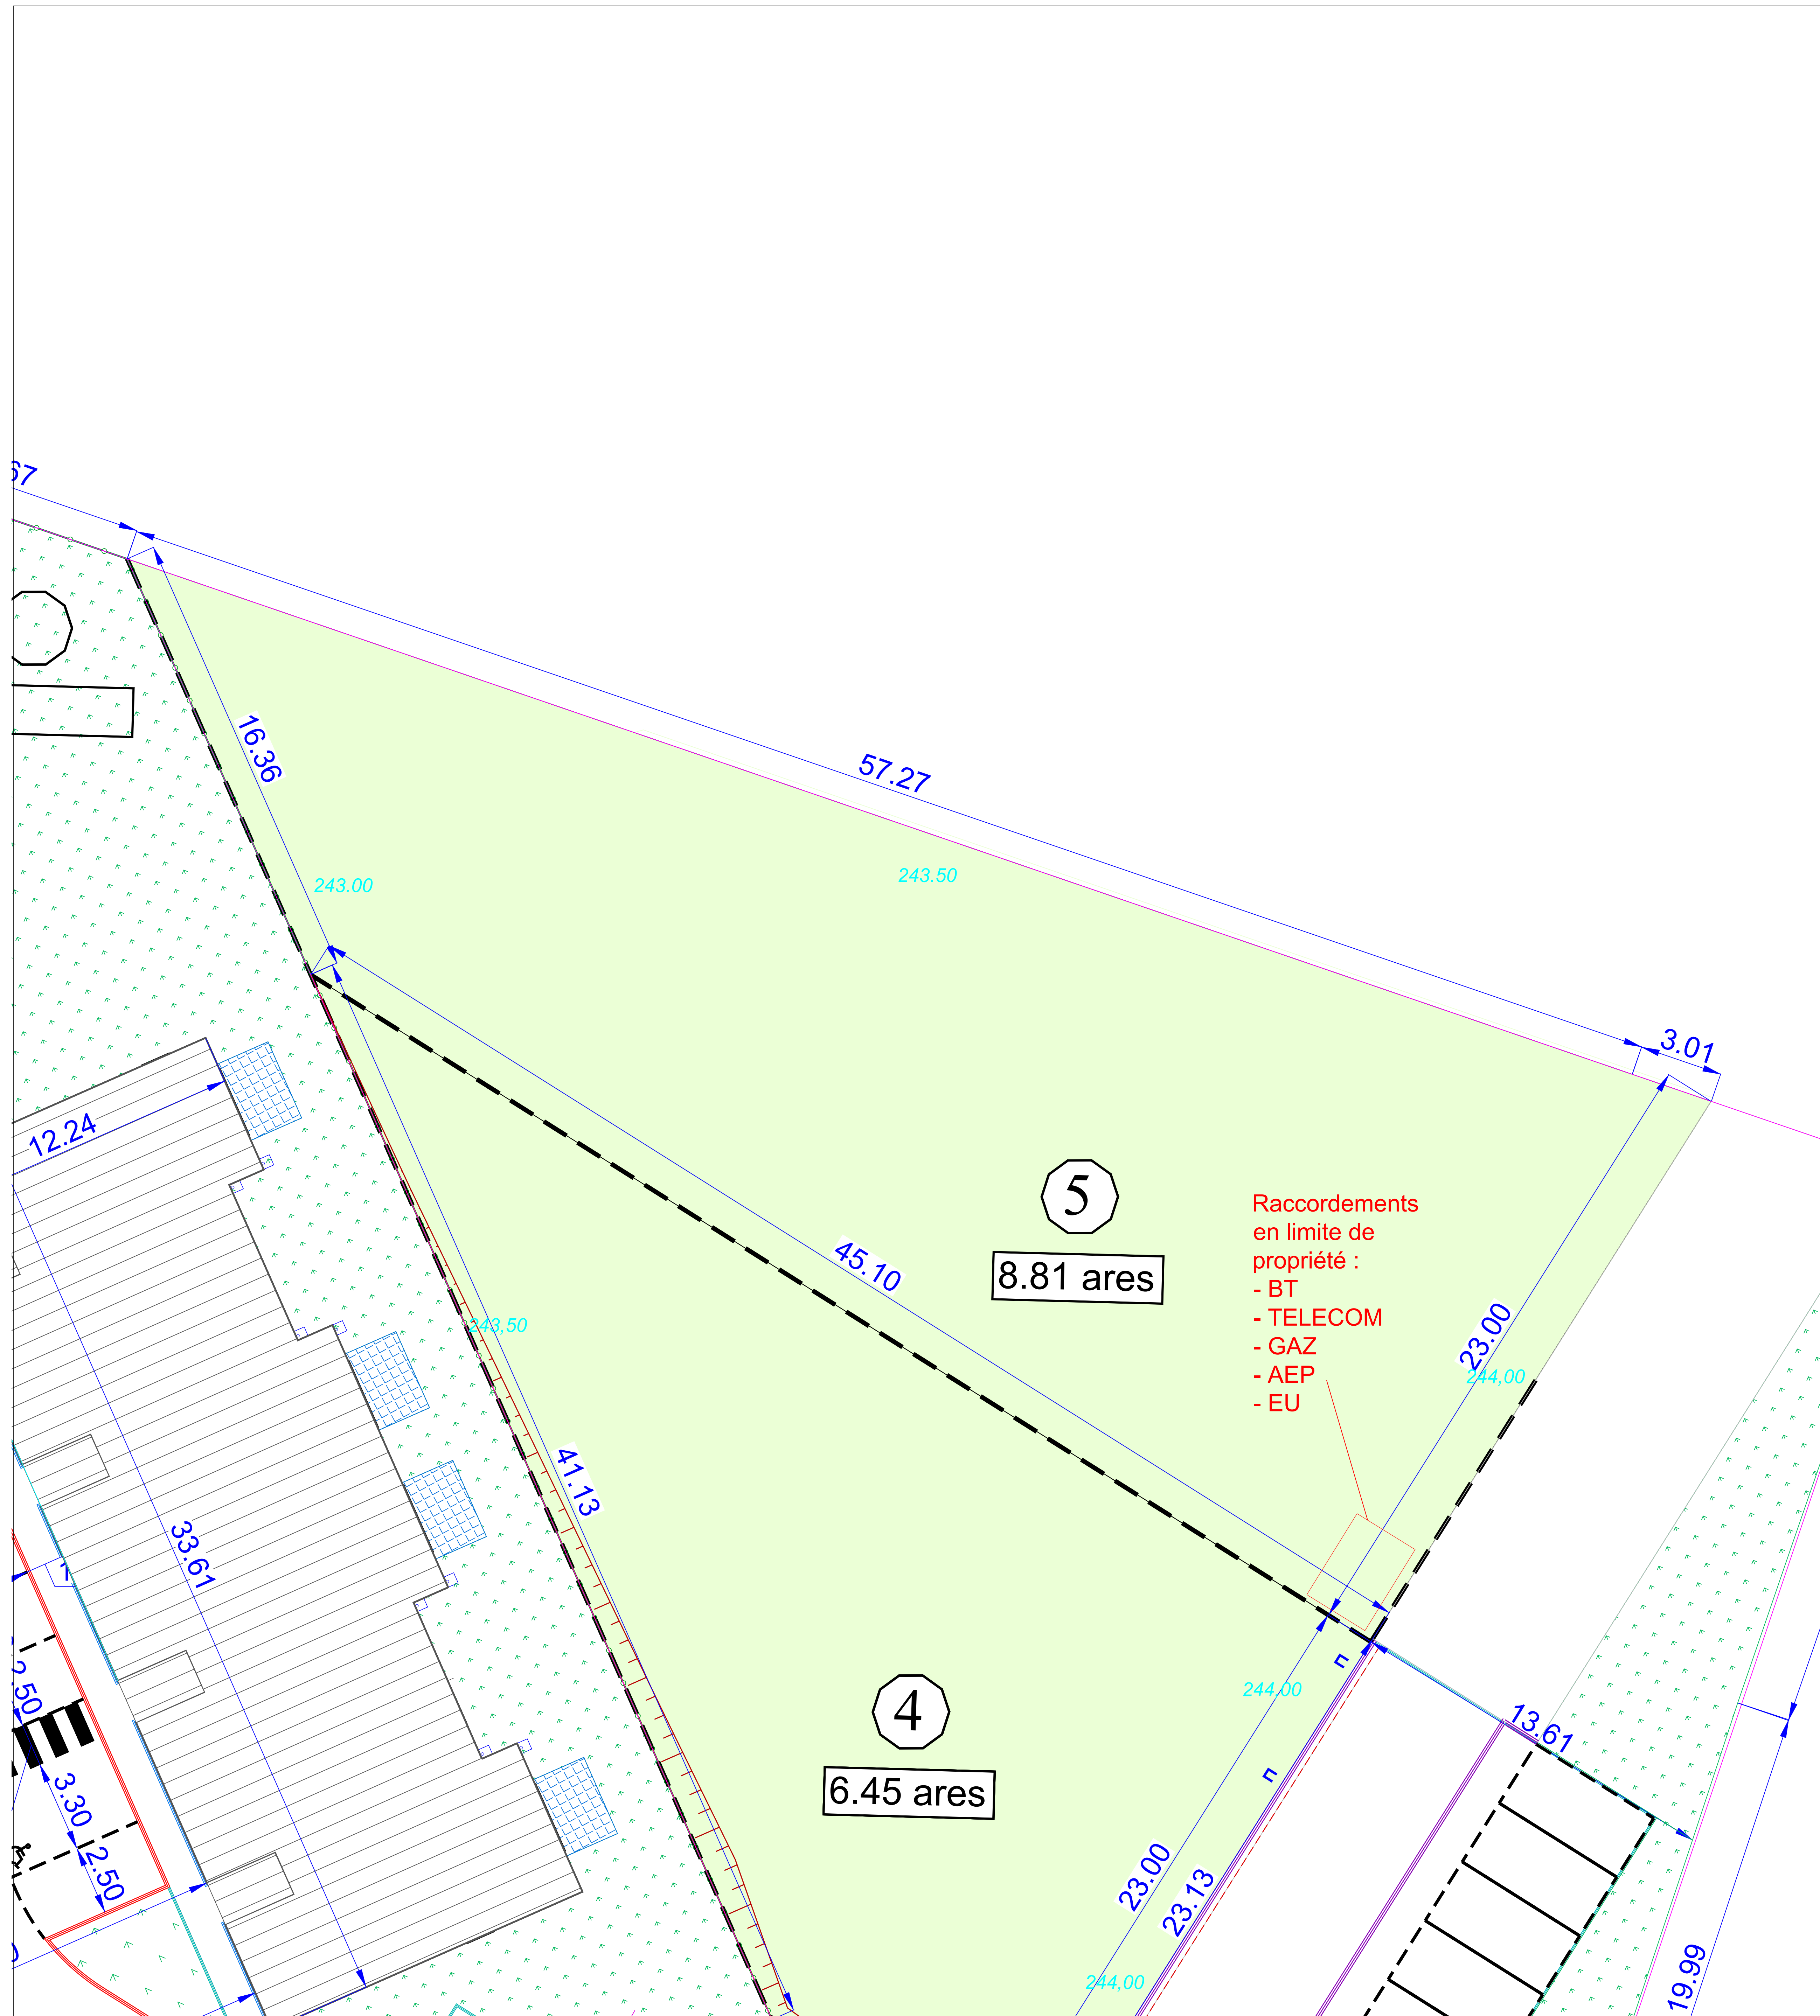 57.27
3.01
16.36
243.00
243.50
5
8.81 ares
Raccordements
en limite de
propriété :
- BT
- TELECOM
- GAZ
- AEP
- EU
45.10
23.00
244,00
12.24
243,50
41.13
33.61
4
6.45 ares
244.00
13.61
2.50
3.30
2.50
23.00
23.13
244,00
19.99